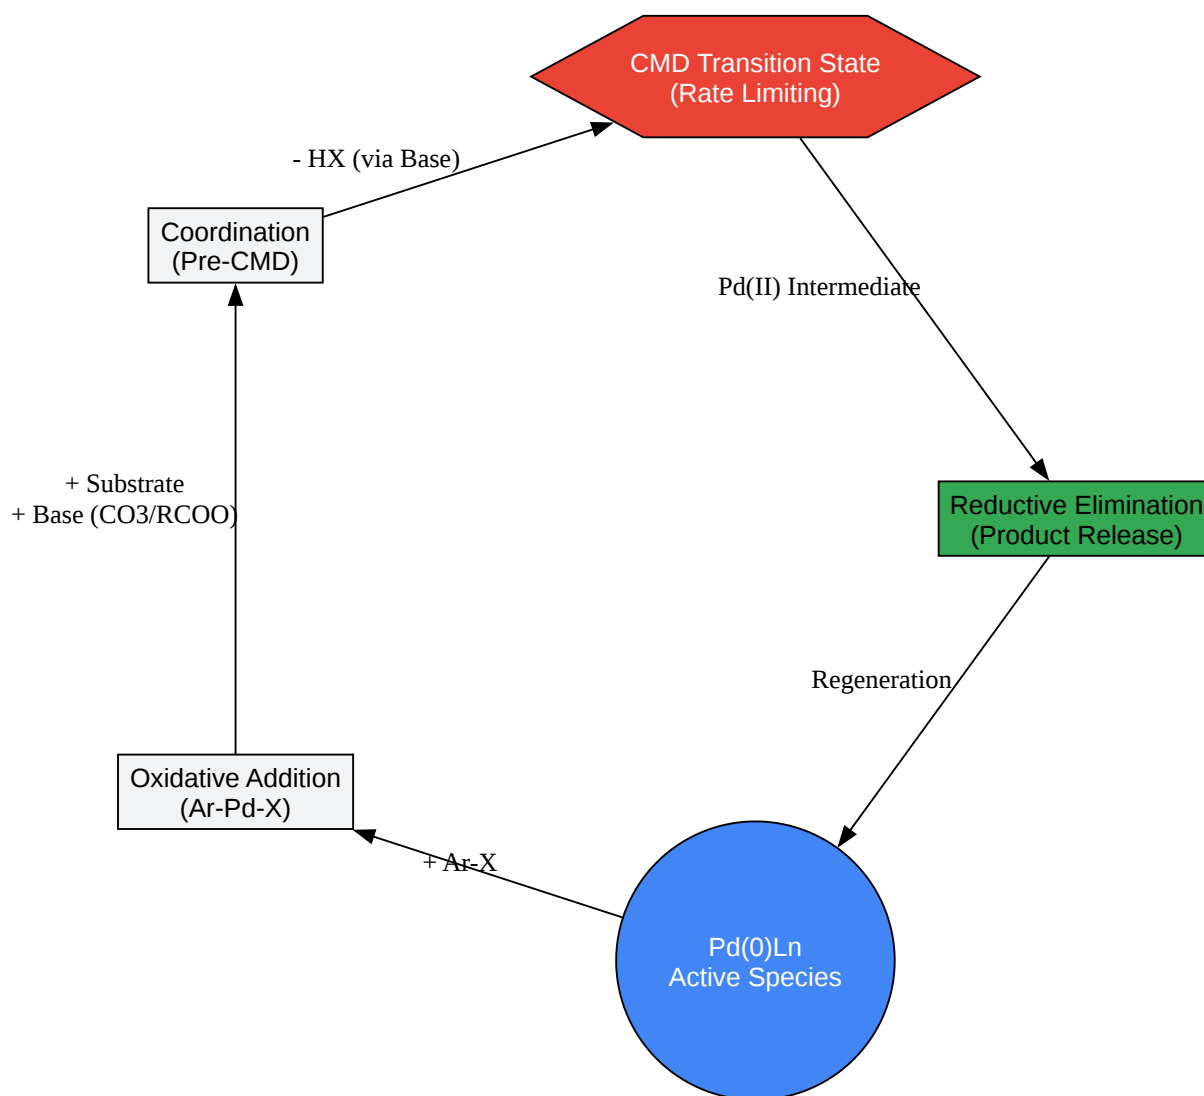 CMD Transition State
(Rate Limiting)
- HX (via Base)
Coordination
(Pre-CMD)
Pd(II) Intermediate
+ Substrate
+ Base (CO3/RCOO)
Reductive Elimination
(Product Release)
Regeneration
Oxidative Addition
(Ar-Pd-X)
+ Ar-X
Pd(0)Ln
Active Species